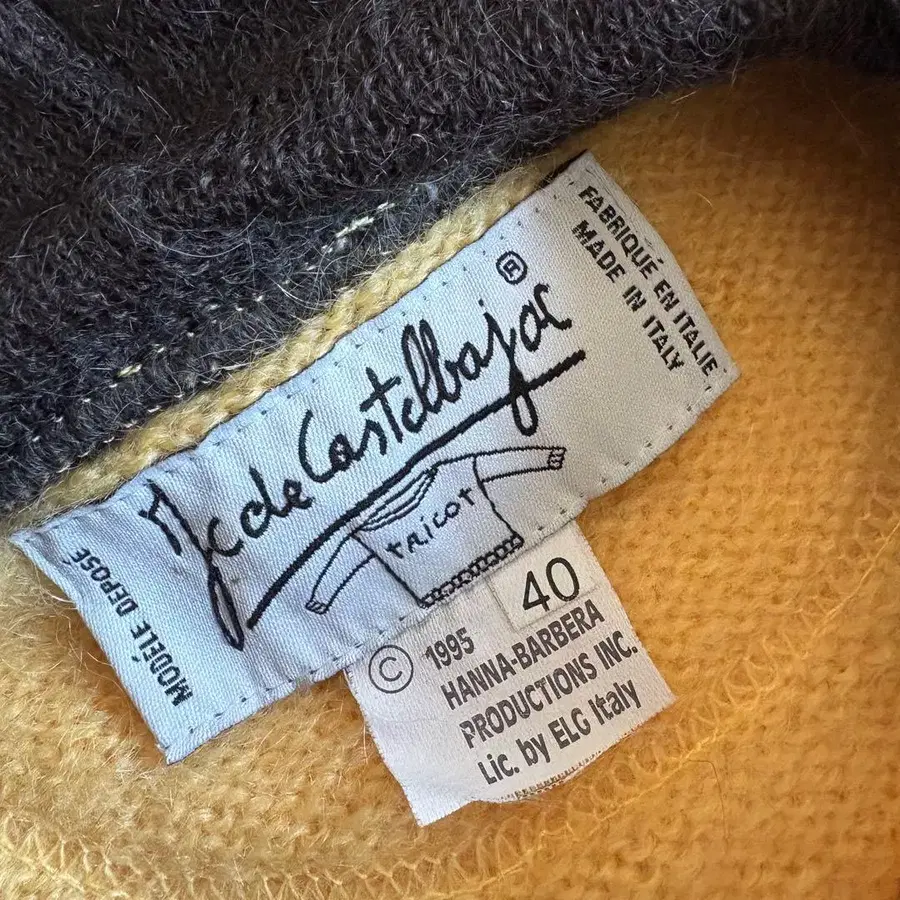 MODÈLE DEPOSÉ
Jc de Castelbajac ®
TRICOT
FABRIQUÉ EN ITALIE
MADE IN ITALY
40
© 1995
HANNA-BARBERA
PRODUCTIONS INC.
Lic. by ELG Italy